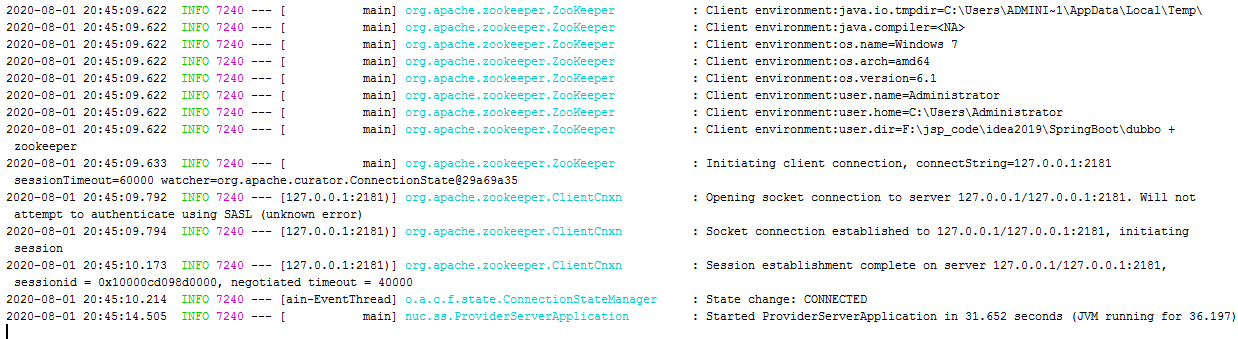 2020-08-01 20:45:09.622  INFO 7240 --- [           main] org.apache.zookeeper.ZooKeeper           : Client environment:java.io.tmpdir=C:\Users\ADMINI~1\AppData\Local\Temp\
2020-08-01 20:45:09.622  INFO 7240 --- [           main] org.apache.zookeeper.ZooKeeper           : Client environment:java.compiler=<NA>
2020-08-01 20:45:09.622  INFO 7240 --- [           main] org.apache.zookeeper.ZooKeeper           : Client environment:os.name=Windows 7
2020-08-01 20:45:09.622  INFO 7240 --- [           main] org.apache.zookeeper.ZooKeeper           : Client environment:os.arch=amd64
2020-08-01 20:45:09.622  INFO 7240 --- [           main] org.apache.zookeeper.ZooKeeper           : Client environment:os.version=6.1
2020-08-01 20:45:09.622  INFO 7240 --- [           main] org.apache.zookeeper.ZooKeeper           : Client environment:user.name=Administrator
2020-08-01 20:45:09.622  INFO 7240 --- [           main] org.apache.zookeeper.ZooKeeper           : Client environment:user.home=C:\Users\Administrator
2020-08-01 20:45:09.622  INFO 7240 --- [           main] org.apache.zookeeper.ZooKeeper           : Client environment:user.dir=F:\jsp_code\idea2019\SpringBoot\dubbo +
zookeeper
2020-08-01 20:45:09.633  INFO 7240 --- [           main] org.apache.zookeeper.ZooKeeper           : Initiating client connection, connectString=127.0.0.1:2181
sessionTimeout=60000 watcher=org.apache.curator.ConnectionState@29a69a35
2020-08-01 20:45:09.792  INFO 7240 --- [127.0.0.1:2181)] org.apache.zookeeper.ClientCnxn          : Opening socket connection to server 127.0.0.1/127.0.0.1:2181. Will not
attempt to authenticate using SASL (unknown error)
2020-08-01 20:45:09.794  INFO 7240 --- [127.0.0.1:2181)] org.apache.zookeeper.ClientCnxn          : Socket connection established to 127.0.0.1/127.0.0.1:2181, initiating
session
2020-08-01 20:45:10.173  INFO 7240 --- [127.0.0.1:2181)] org.apache.zookeeper.ClientCnxn          : Session establishment complete on server 127.0.0.1/127.0.0.1:2181,
sessionid = 0x10000cd098d0000, negotiated timeout = 40000
2020-08-01 20:45:10.214  INFO 7240 --- [ain-EventThread] o.a.c.f.state.ConnectionStateManager     : State change: CONNECTED
2020-08-01 20:45:14.505  INFO 7240 --- [           main] nuc.ss.ProviderServerApplication         : Started ProviderServerApplication in 31.652 seconds (JVM running for 36.197)